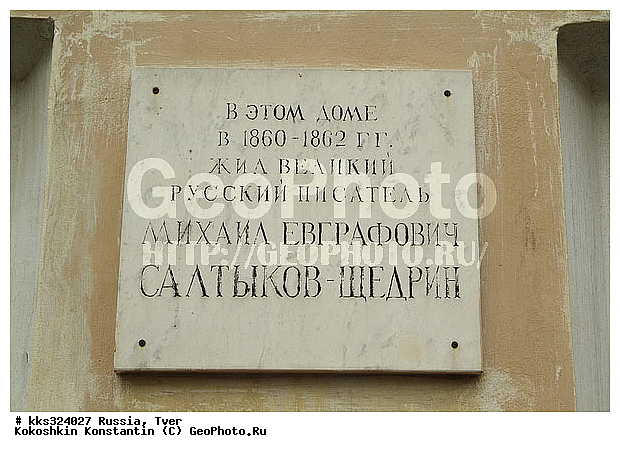 В ЭТОМ ДОМЕ
В 1860-1862 ГГ.
ЖИЛ ВЕЛИКИЙ
РУССКИЙ ПИСАТЕЛЬ
МИХАИЛ ЕВГРАФОВИЧ
САЛТЫКОВ-ЩЕДРИН
GeoPhoto
HTTP://GEOPHOTO.RU/
# kks324027 Russia, Tver
Kokoshkin Konstantin (C) GeoPhoto.Ru